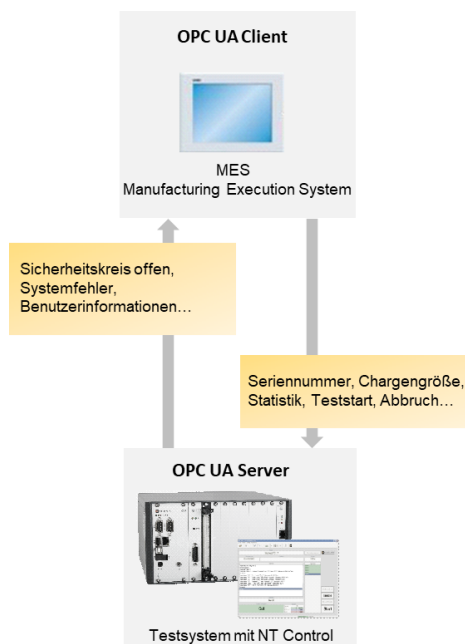 OPC UA Client
MES
Manufacturing Execution System
Sicherheitskreis offen,
Systemfehler,
Benutzerinformationen…
Seriennummer, Chargengröße,
Statistik, Teststart, Abbruch…
OPC UA Server
Testsystem mit NT Control